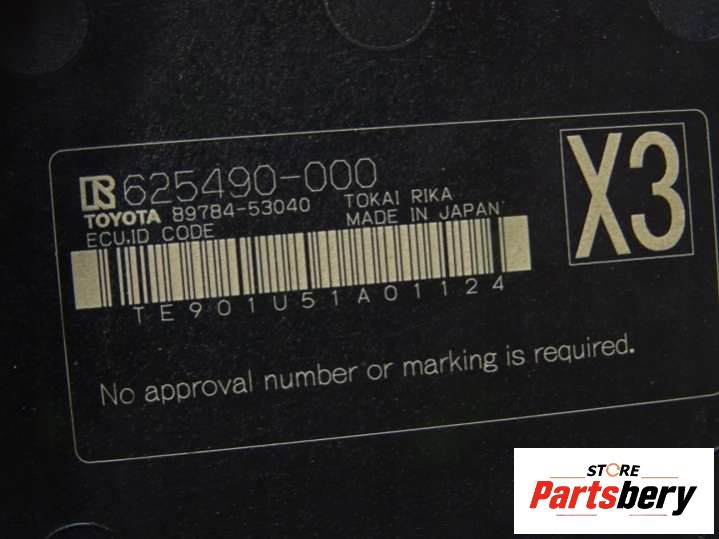 625490-000
TOYOTA 89784-53040
TOKAI RIKA
MADE IN JAPAN
ECU,ID CODE
TE901U51A01124
X3
No approval number or marking is required.
STORE
Partsbery